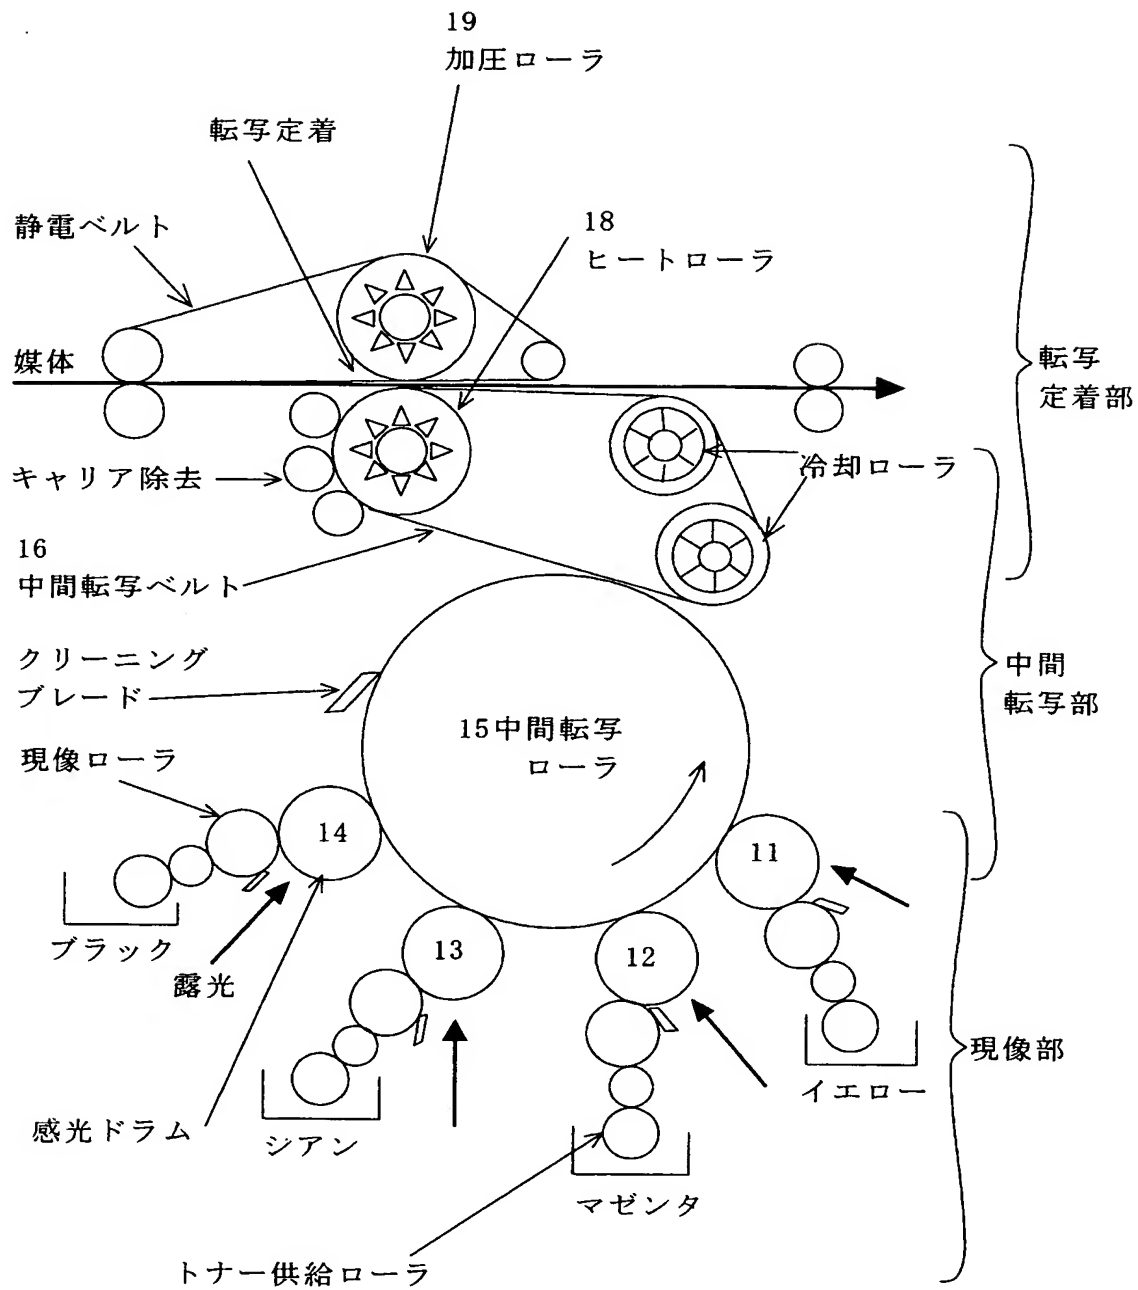 19
加圧ローラ
転写定着
静電ベルト
18
ヒートローラ
媒体
転写
定着部
キャリア除去
冷却ローラ
16
中間転写ベルト
クリーニング
ブレード
中間
転写部
15中間転写
ローラ
現像ローラ
14
11
ブラック
露光
13
12
現像部
イエロー
感光ドラム
シアン
マゼンタ
トナー供給ローラ